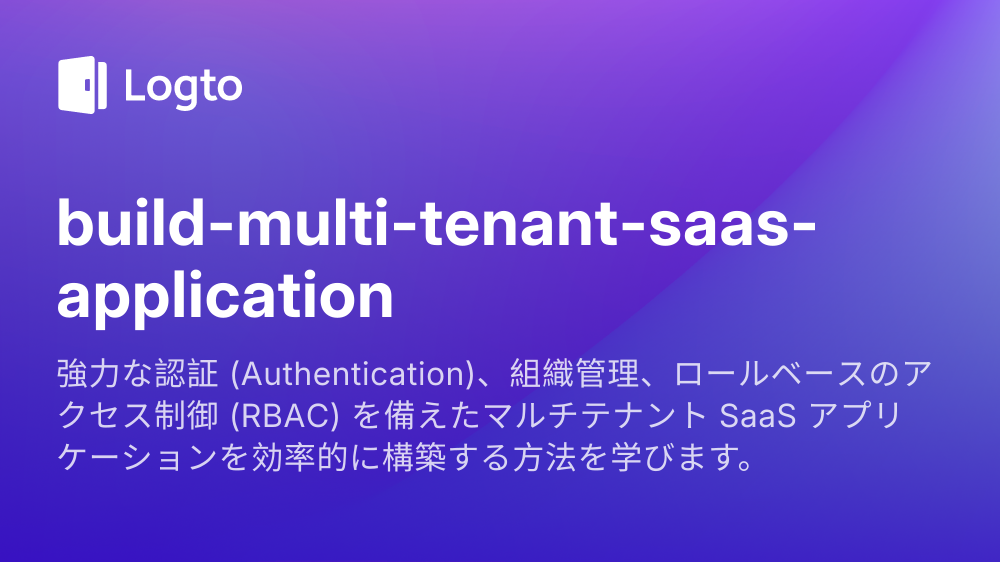 Logto
build-multi-tenant-saas-
application
強力な認証 (Authentication)、組織管理、ロールベースのア
クセス制御 (RBAC) を備えたマルチテナント SaaS アプリ
ケーションを効率的に構築する方法を学びます。